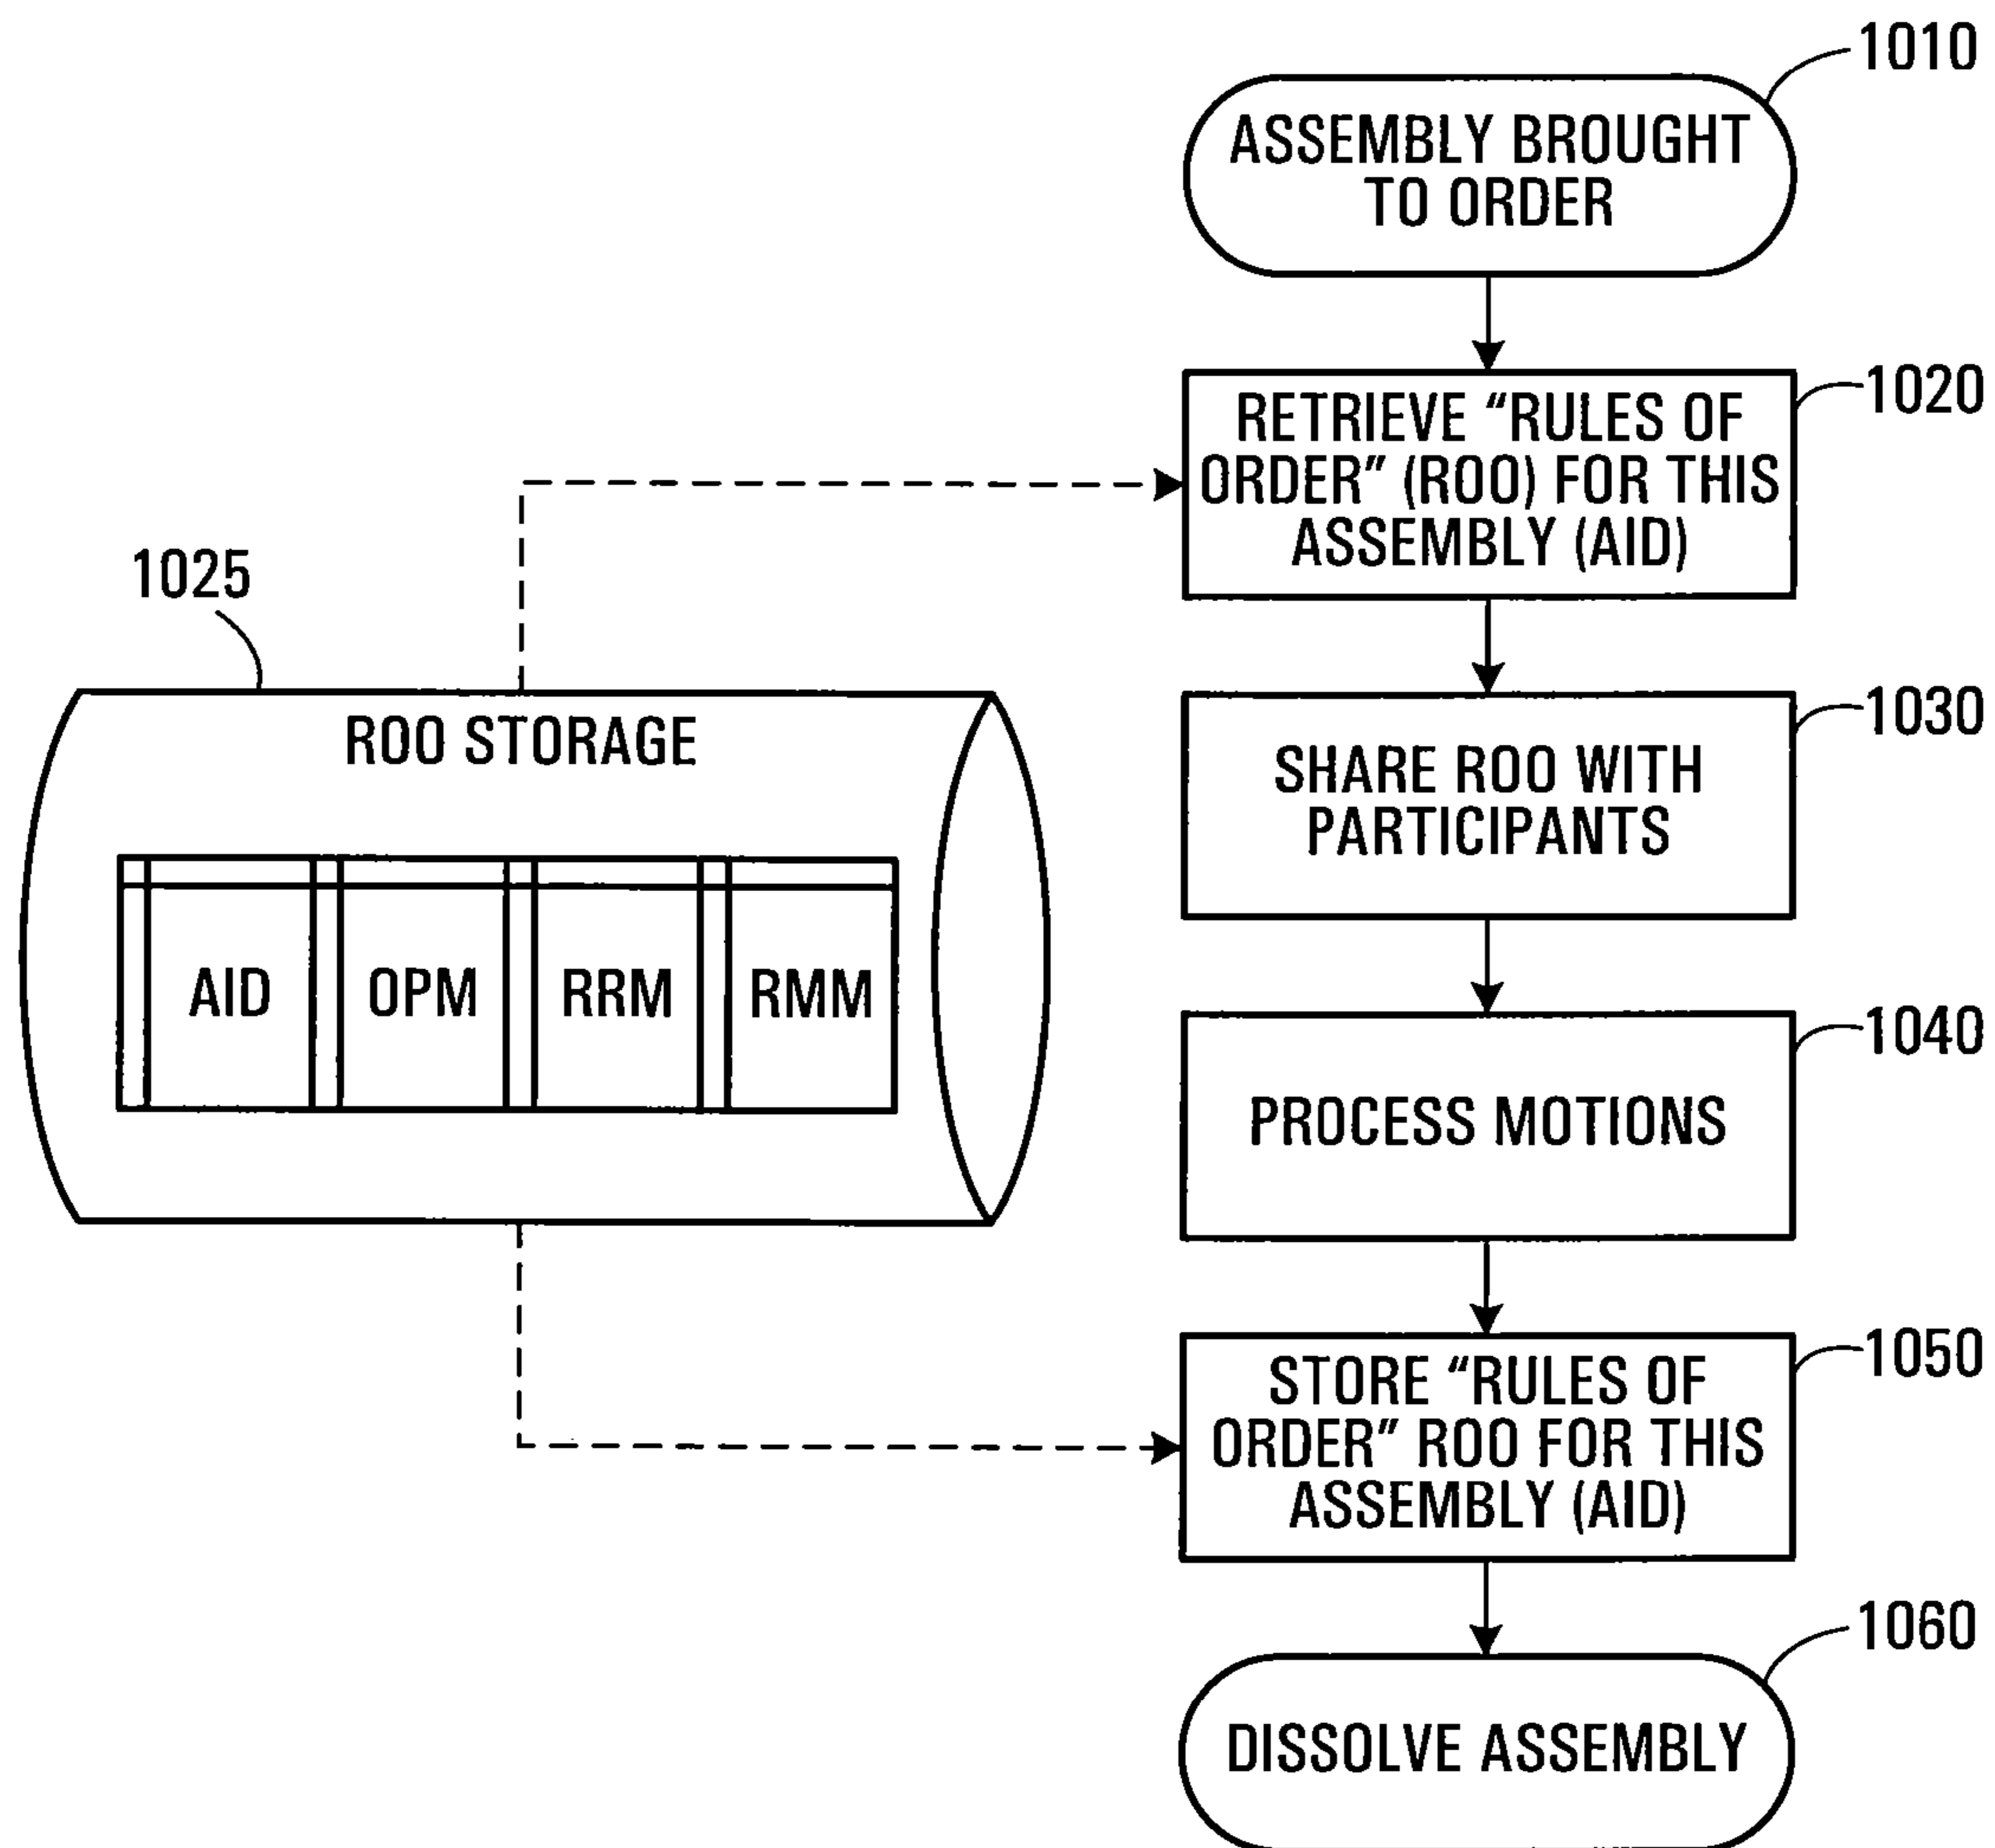 1010
ASSEMBLY BROUGHT
TO ORDER
1020
RETRIEVE “RULES OF
ORDER” (ROO) FOR THIS
ASSEMBLY (AID)
1025
ROO STORAGE
AID OPM RRM RMM
1030
SHARE ROO WITH
PARTICIPANTS
1040
PROCESS MOTIONS
1050
STORE “RULES OF
ORDER” ROO FOR THIS
ASSEMBLY (AID)
1060
DISSOLVE ASSEMBLY